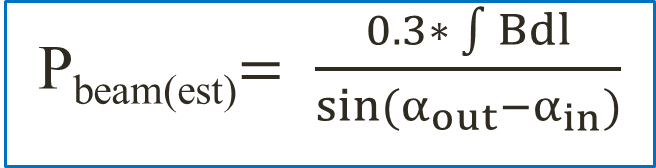 P_beam(est) = (0.3* ∫ Bdl) / (sin(α_out−α_in))